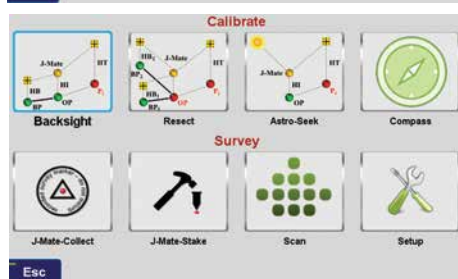 Calibrate
J-Mate HT HI HB BP OP P₁
HB₂ J-Mate HT BP₂ HI HB₁ BP₁ OP P₁
J-Mate HT HI OP P₁
Backsight Resect Astro-Seek Compass
Survey
J-Mate-Collect J-Mate-Stake Scan Setup
Esc